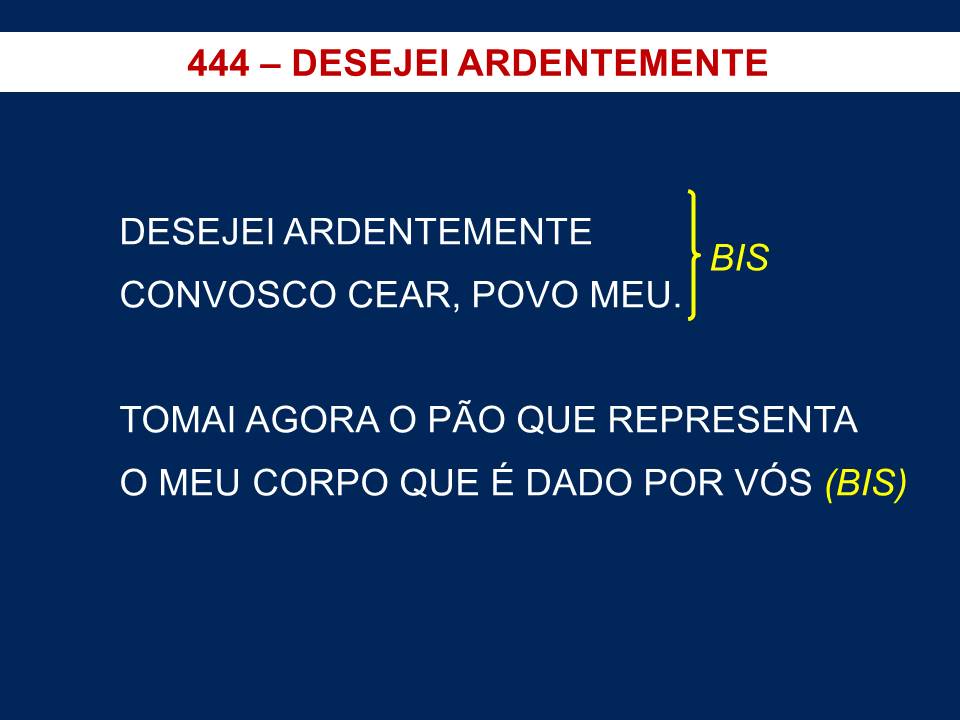 444 – DESEJEI ARDENTEMENTE
DESEJEI ARDENTEMENTE
CONVOSCO CEAR, POVO MEU.
BIS
TOMAI AGORA O PÃO QUE REPRESENTA
O MEU CORPO QUE É DADO POR VÓS (BIS)